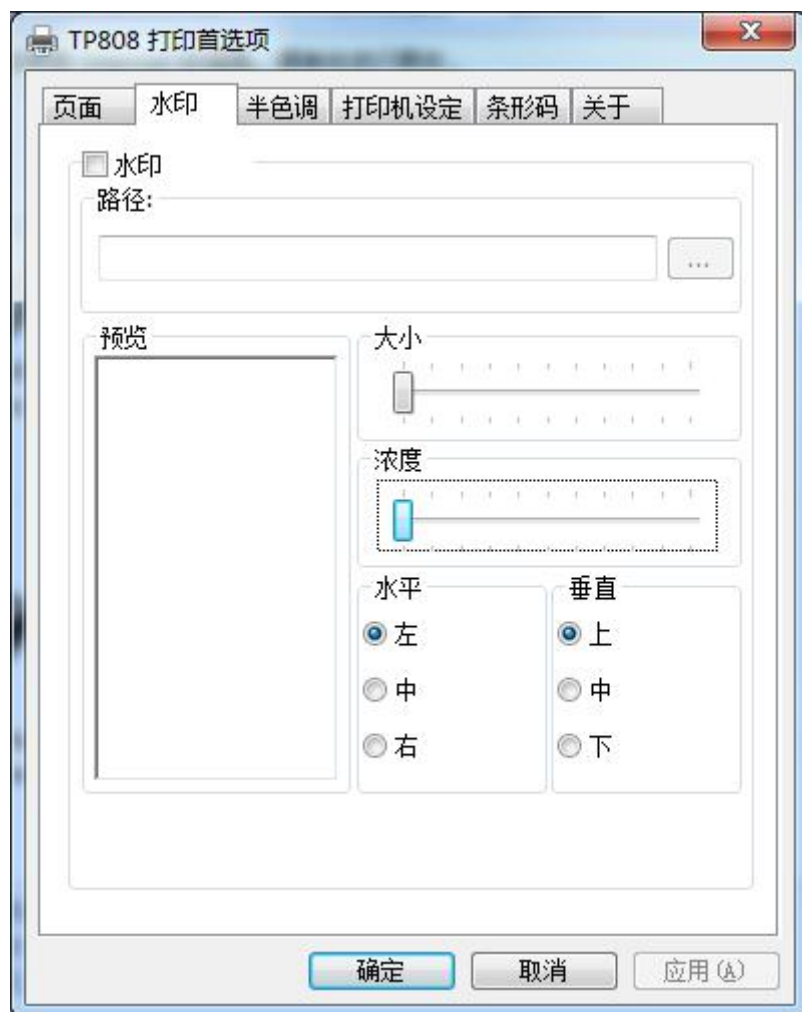 TP808 打印首选项
页面 水印 半色调 打印机设定 条形码 关于
水印
路径:
...
预览 大小
浓度
水平 垂直
左 上
中 中
右 下
确定 取消 应用(A)